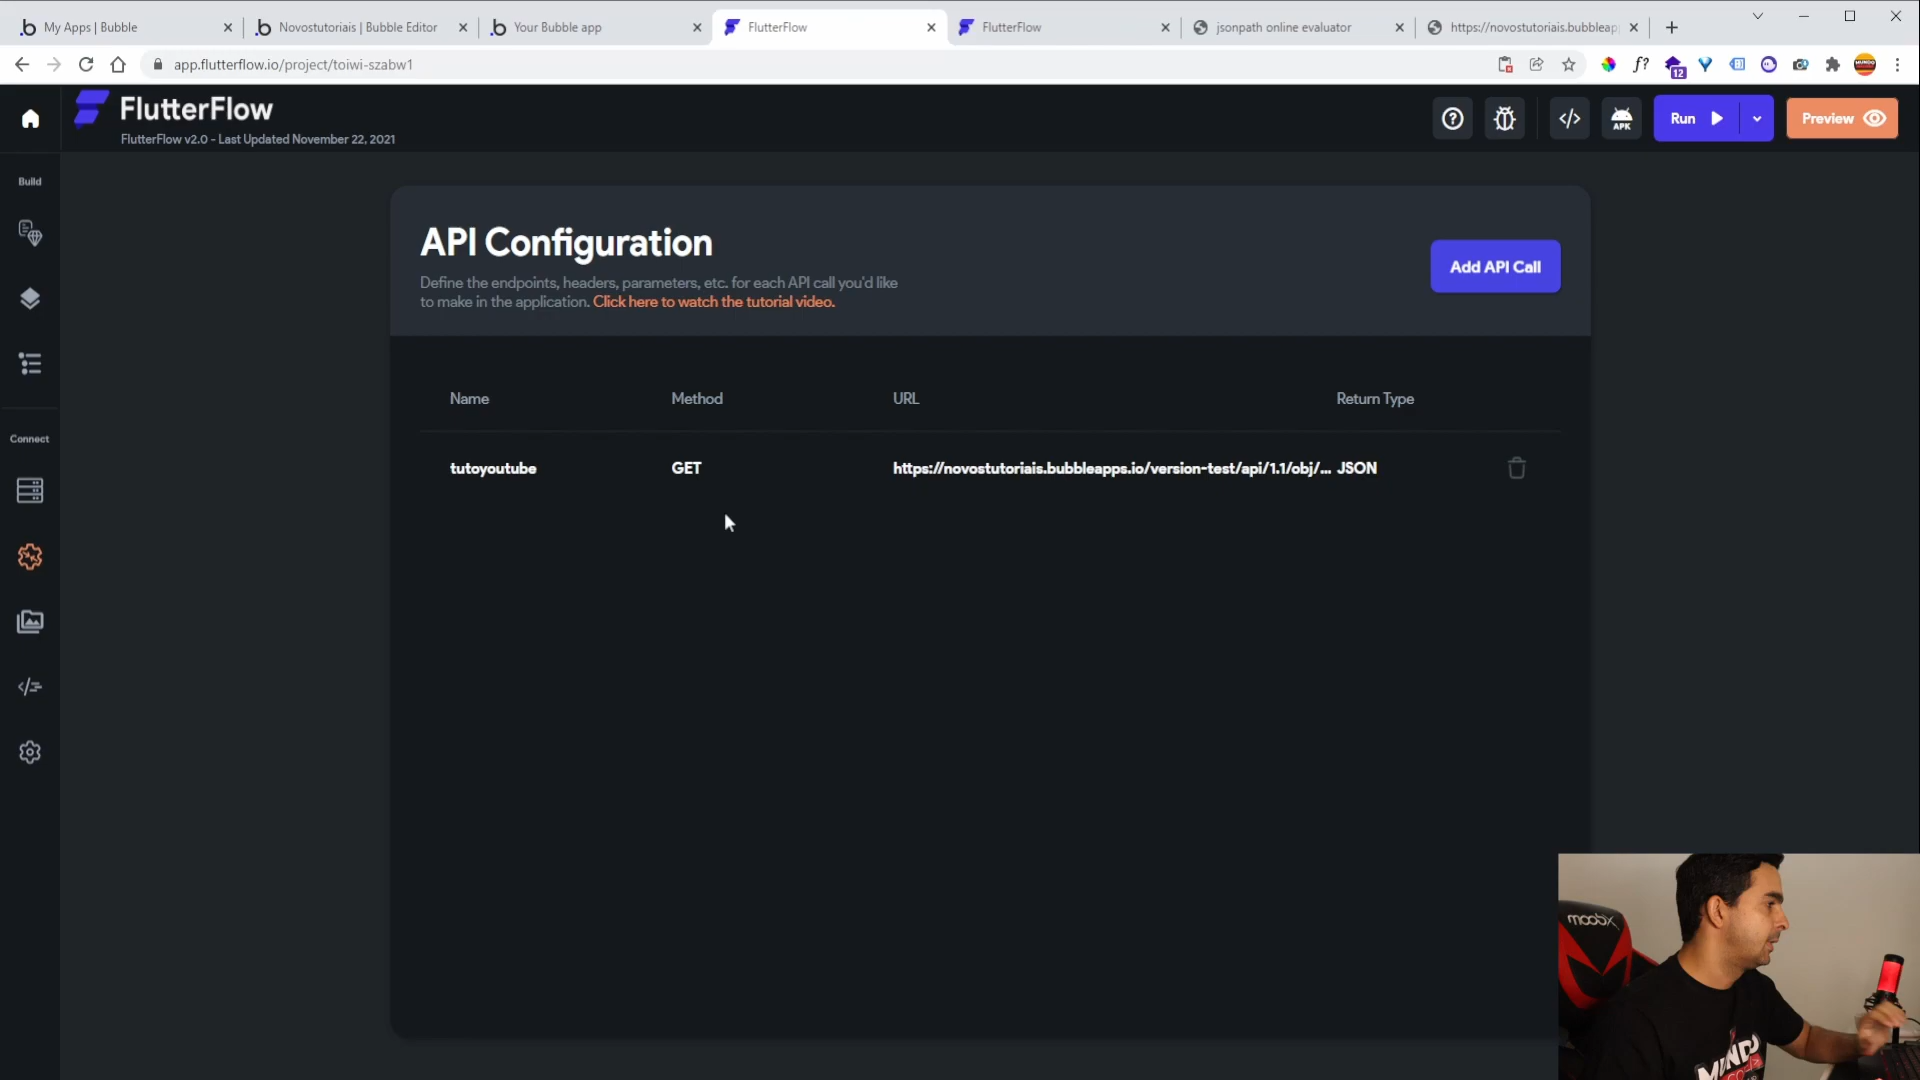 My Apps | Bubble
Novostutoriais | Bubble Editor
Your Bubble app
FlutterFlow
FlutterFlow
jsonpath online evaluator
https://novostutoriais.bubbleap
app.flutterflow.io/project/toiwi-szabw1
f?
12
FlutterFlow
FlutterFlow v2.0 - Last Updated November 22, 2021
APK
Run
Preview
Build
API Configuration
Define the endpoints, headers, parameters, etc. for each API call you'd like
to make in the application. Click here to watch the tutorial video.
Add API Call
Name Method URL Return Type
Connect
tutoyoutube GET https://novostutoriais.bubbleapps.io/version-test/api/1.1/obj/... JSON
moobx
MUNDO